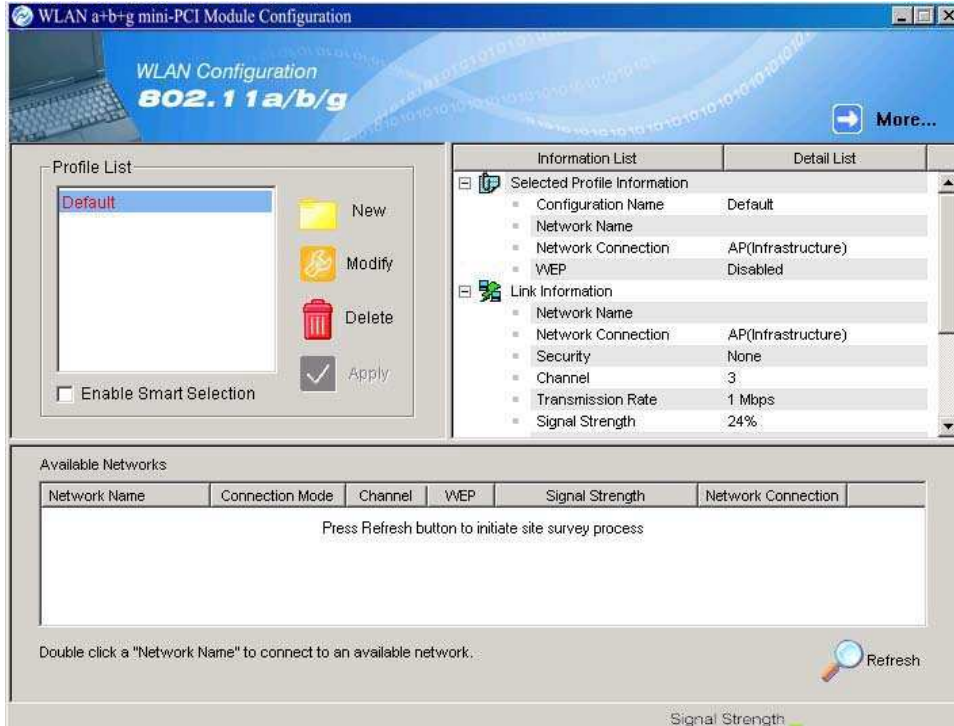 WLAN a+b+g mini-PCI Module Configuration
WLAN Configuration
802.11a/b/g
More...
Profile List
Default
New
Modify
Delete
Apply
Enable Smart Selection
Information List Detail List
Selected Profile Information
Configuration Name Default
Network Name
Network Connection AP(Infrastructure)
WEP Disabled
Link Information
Network Name
Network Connection AP(Infrastructure)
Security None
Channel 3
Transmission Rate 1 Mbps
Signal Strength 24%
Available Networks
Network Name Connection Mode Channel WEP Signal Strength Network Connection
Press Refresh button to initiate site survey process
Double click a "Network Name" to connect to an available network.
Refresh
Signal Strength